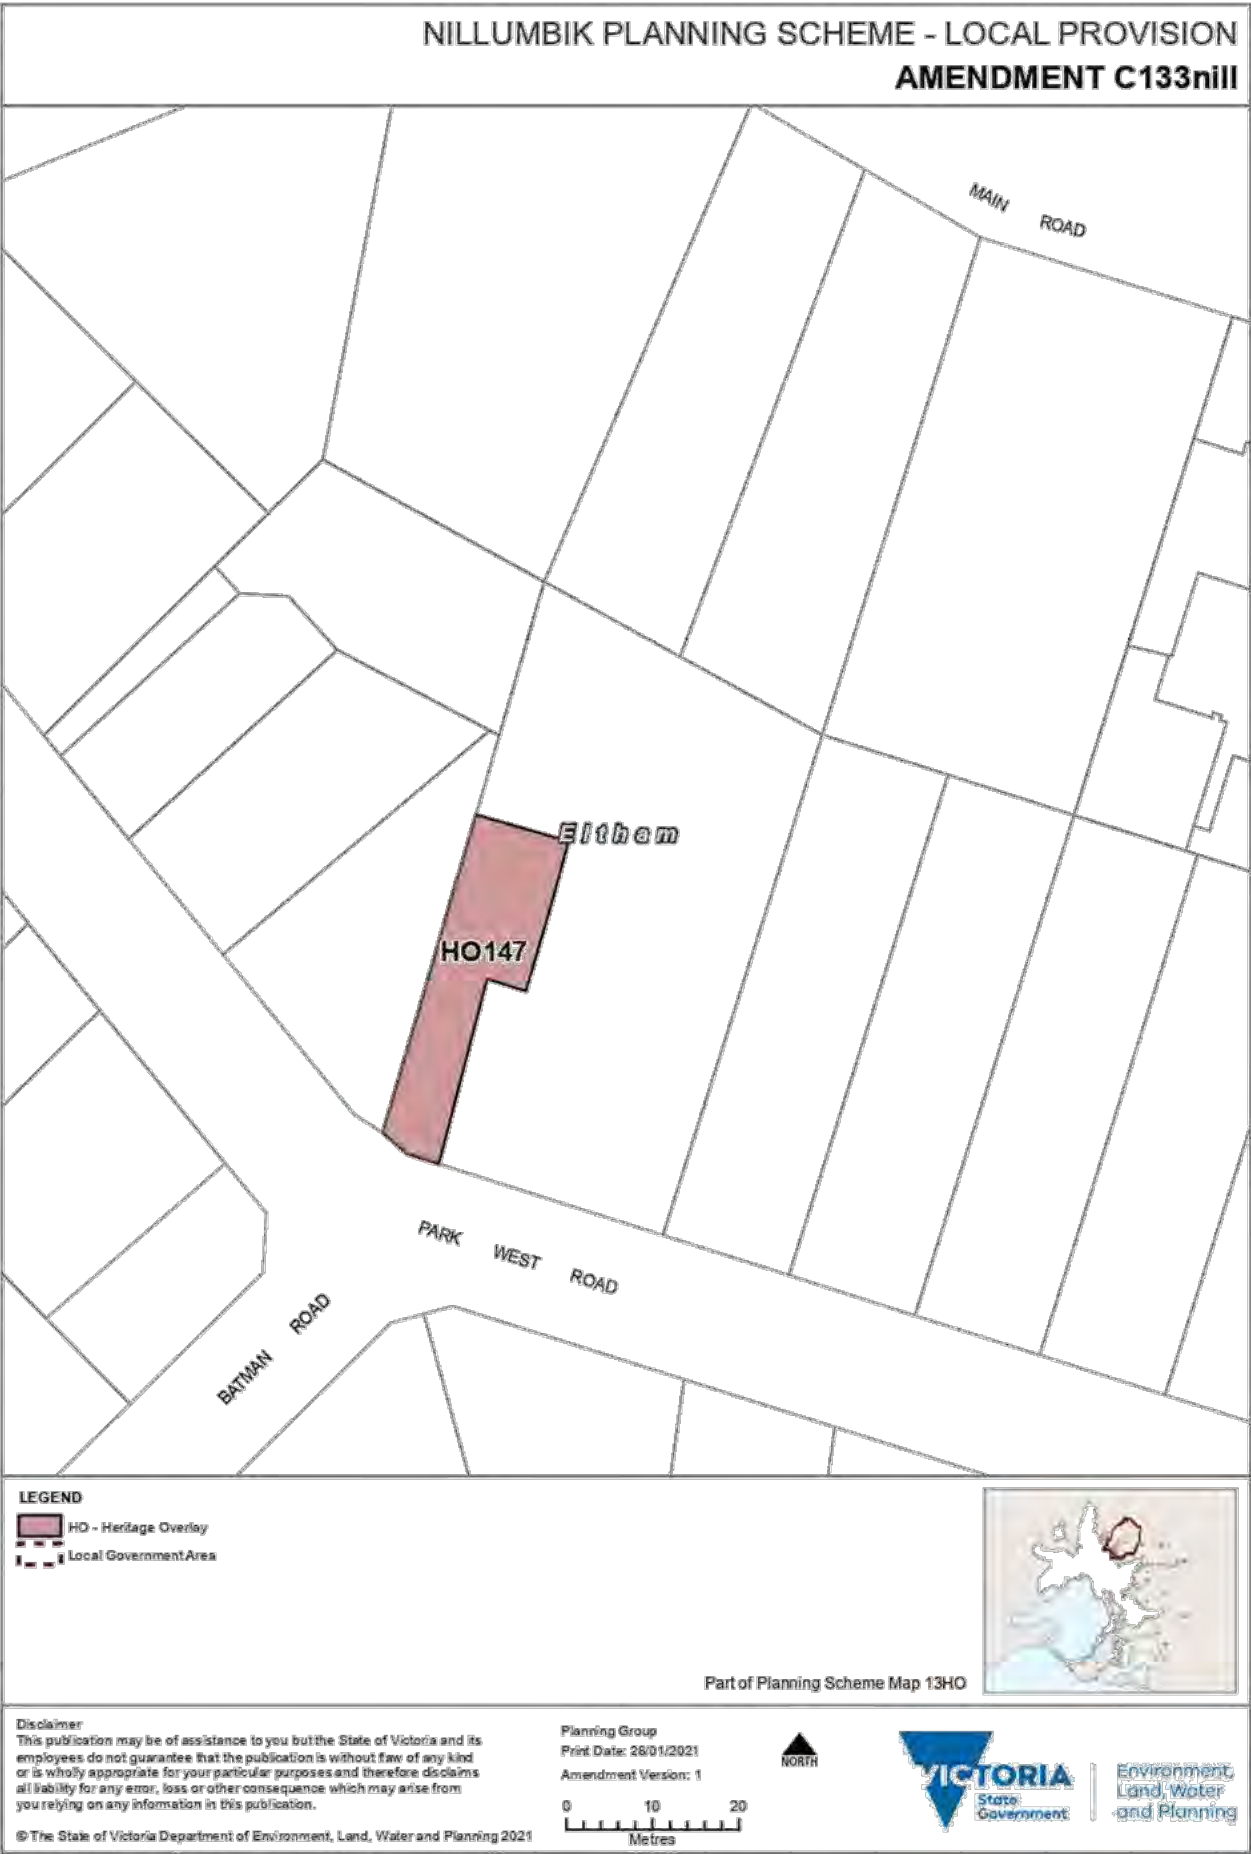 NILLUMBIK PLANNING SCHEME - LOCAL PROVISION
AMENDMENT C133nill
MAIN ROAD
Eltham
HO147
PARK WEST ROAD
BATMAN ROAD
LEGEND
HO - Heritage Overlay
Local Government Area
Part of Planning Scheme Map 13HO
Disclaimer
This publication may be of assistance to you but the State of Victoria and its
employees do not guarantee that the publication is without flaw of any kind
or is wholly appropriate for your particular purposes and therefore disclaims
all liability for any error, loss or other consequence which may arise from
you relying on any information in this publication.
© The State of Victoria Department of Environment, Land, Water and Planning 2021
Planning Group
Print Date: 28/01/2021
Amendment Version: 1
0 10 20
Metres
NORTH
VICTORIA
State
Government
Environment,
Land, Water
and Planning